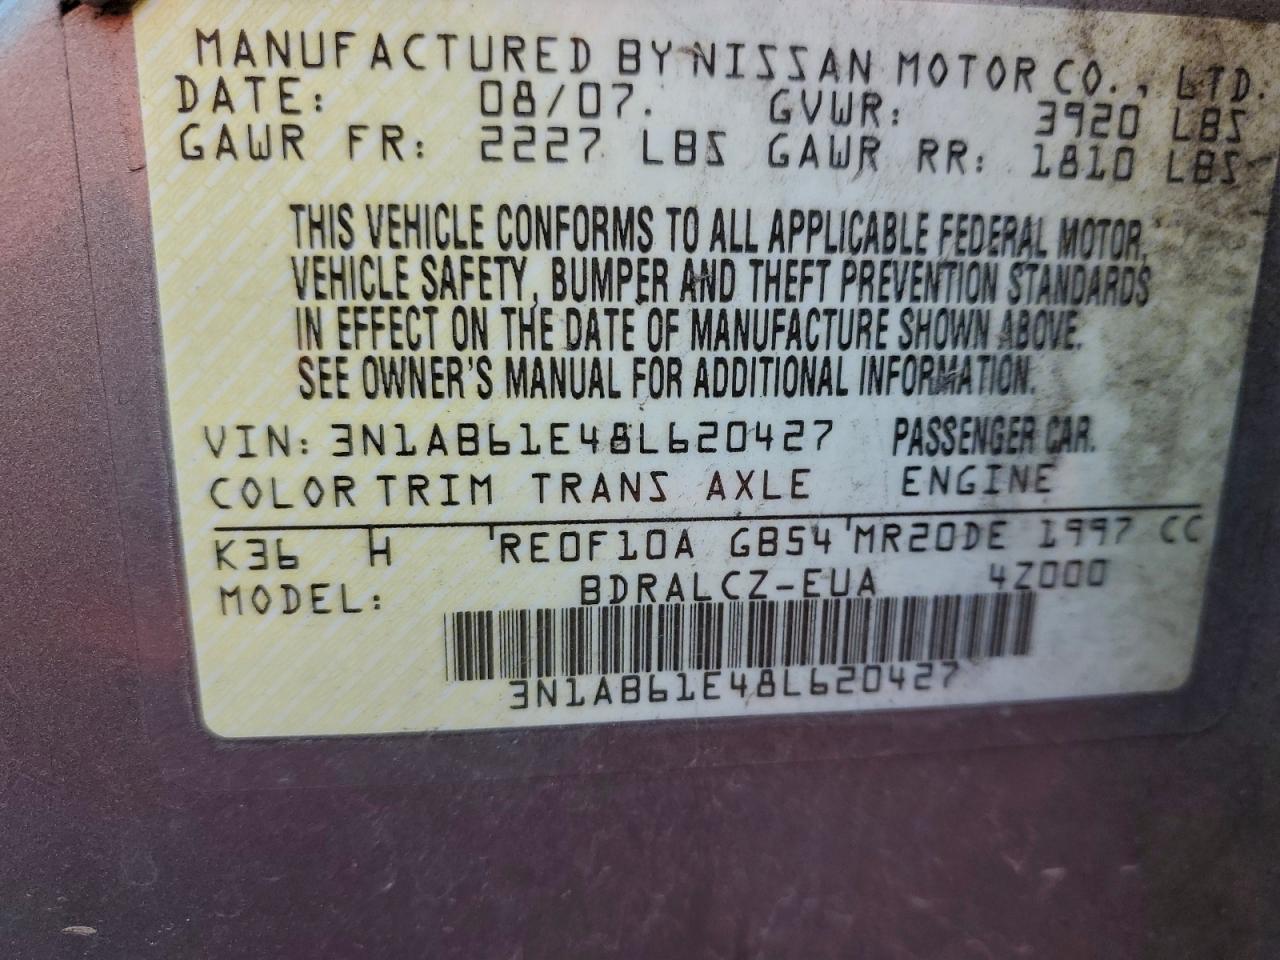 MANUFACTURED BY NISSAN MOTOR CO., LTD.
DATE: 08/07. GVWR: 3920 LBS
GAWR FR: 2227 LBS GAWR RR: 1810 LBS
THIS VEHICLE CONFORMS TO ALL APPLICABLE FEDERAL MOTOR,
VEHICLE SAFETY, BUMPER AND THEFT PREVENTION STANDARDS
IN EFFECT ON THE DATE OF MANUFACTURE SHOWN ABOVE.
SEE OWNER'S MANUAL FOR ADDITIONAL INFORMATION.
VIN: 3N1AB61E48L620427 PASSENGER CAR.
COLOR TRIM TRANS AXLE ENGINE
K36 H 'RE0F10A GB54'MR20DE 1997 CC
MODEL: BDRALCZ-EUA 4Z000
3N1AB61E48L620427